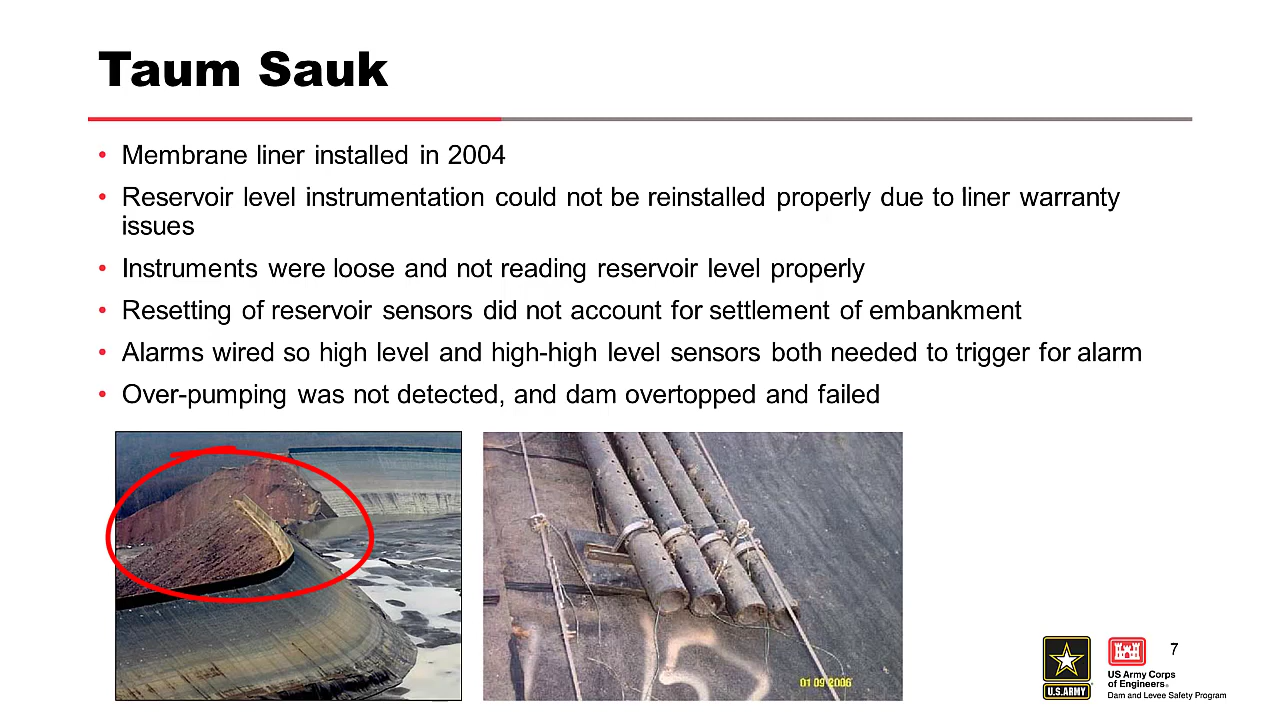 Taum Sauk
• Membrane liner installed in 2004
• Reservoir level instrumentation could not be reinstalled properly due to liner warranty
issues
• Instruments were loose and not reading reservoir level properly
• Resetting of reservoir sensors did not account for settlement of embankment
• Alarms wired so high level and high-high level sensors both needed to trigger for alarm
• Over-pumping was not detected, and dam overtopped and failed
53
01 09 2006
U.S.ARMY
7
US Army Corps
of Engineers®
Dam and Levee Safety Program